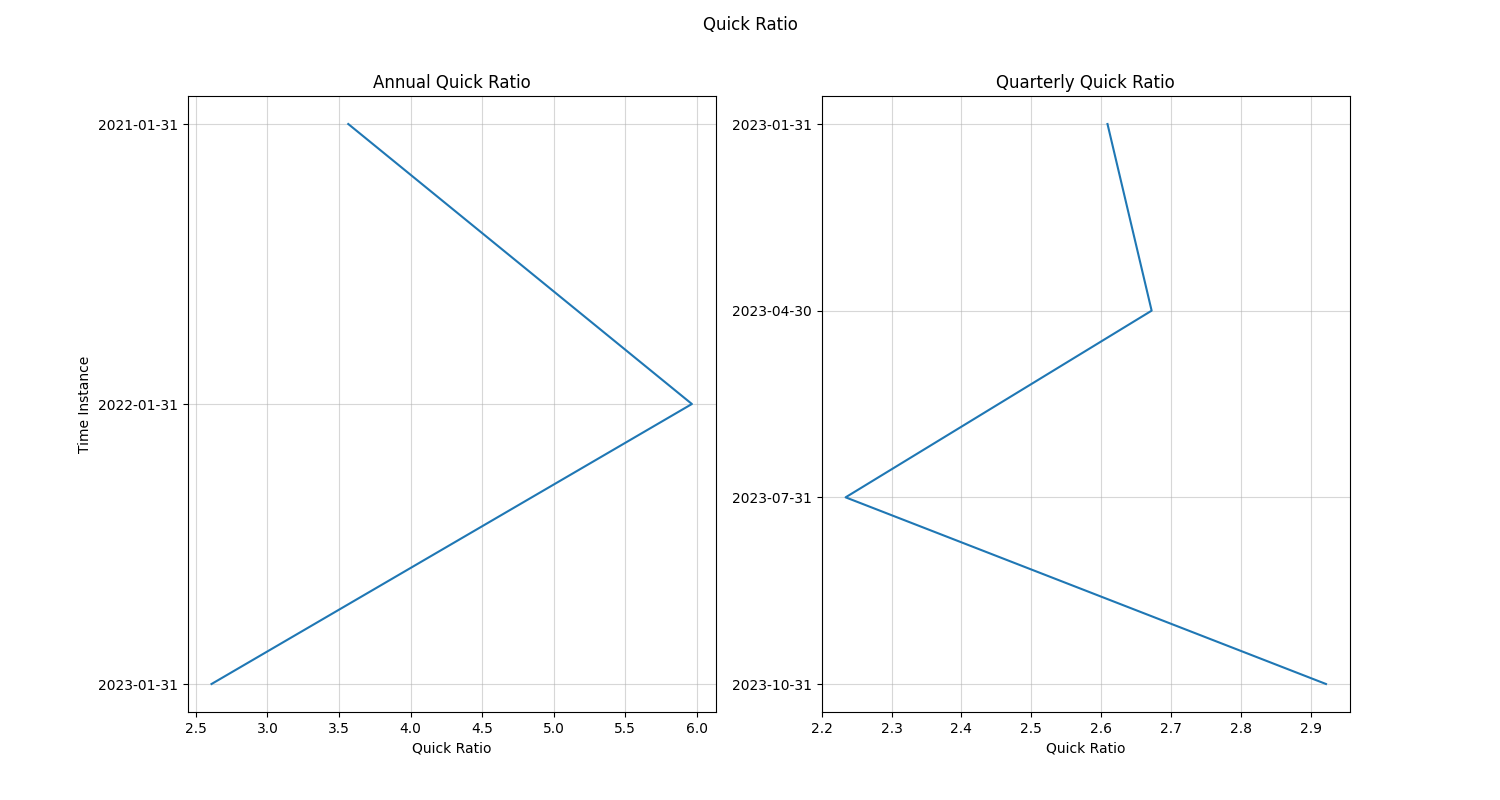 Quick Ratio
Annual Quick Ratio
Time Instance
2021-01-31
2022-01-31
2023-01-31
2.5 3.0 3.5 4.0 4.5 5.0 5.5 6.0
Quick Ratio
Quarterly Quick Ratio
2023-01-31
2023-04-30
2023-07-31
2023-10-31
2.2 2.3 2.4 2.5 2.6 2.7 2.8 2.9
Quick Ratio